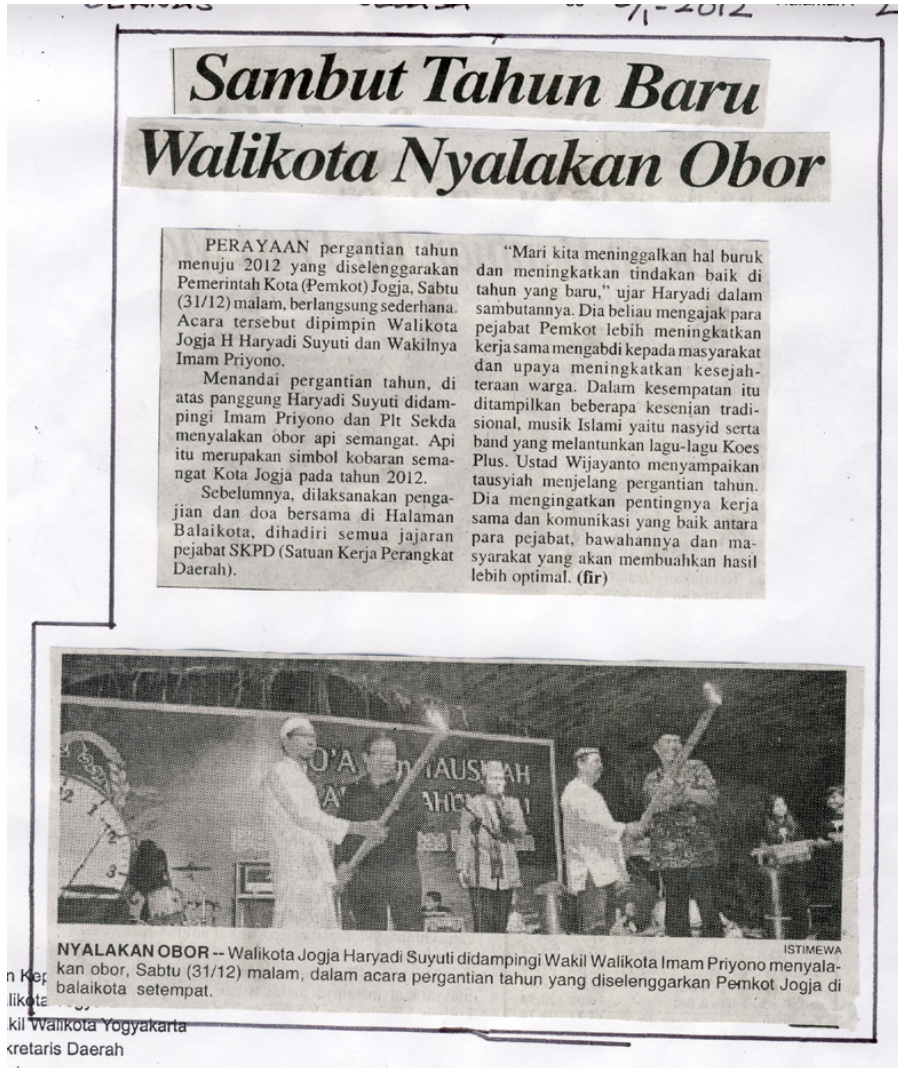 2/1-2012
Sambut Tahun Baru
Walikota Nyalakan Obor
PERAYAAN pergantian tahun
menuju 2012 yang diselenggarakan
Pemerintah Kota (Pemkot) Jogja, Sabtu
(31/12) malam, berlangsung sederhana.
Acara tersebut dipimpin Walikota
Jogja H Haryadi Suyuti dan Wakilnya
Imam Priyono.
Menandai pergantian tahun, di
atas panggung Haryadi Suyuti didam-
pingi Imam Priyono dan Plt Sekda
menyalakan obor api semangat. Api
itu merupakan simbol kobaran sema-
ngat Kota Jogja pada tahun 2012.
Sebelumnya, dilaksanakan penga-
jian dan doa bersama di Halaman
Balaikota, dihadiri semua jajaran
pejabat SKPD (Satuan Kerja Perangkat
Daerah).
“Mari kita meninggalkan hal buruk
dan meningkatkan tindakan baik di
tahun yang baru,” ujar Haryadi dalam
sambutannya. Dia beliau mengajak para
pejabat Pemkot lebih meningkatkan
kerja sama mengabdi kepada masyarakat
dan upaya meningkatkan kesejah-
teraan warga. Dalam kesempatan itu
ditampilkan beberapa kesenian tradi-
sional, musik Islami yaitu nasyid serta
band yang melantunkan lagu-lagu Koes
Plus. Ustad Wijayanto menyampaikan
tausyiah menjelang pergantian tahun.
Dia mengingatkan pentingnya kerja
sama dan komunikasi yang baik antara
para pejabat, bawahannya dan ma-
syarakat yang akan membuahkan hasil
lebih optimal. (fir)
ISTIMEWA
NYALAKAN OBOR -- Walikota Jogja Haryadi Suyuti didampingi Wakil Walikota Imam Priyono menyala-
kan obor, Sabtu (31/12) malam, dalam acara pergantian tahun yang diselenggarkan Pemkot Jogja di
balaikota setempat.
kil Walikota Yogyakarta
kretaris Daerah